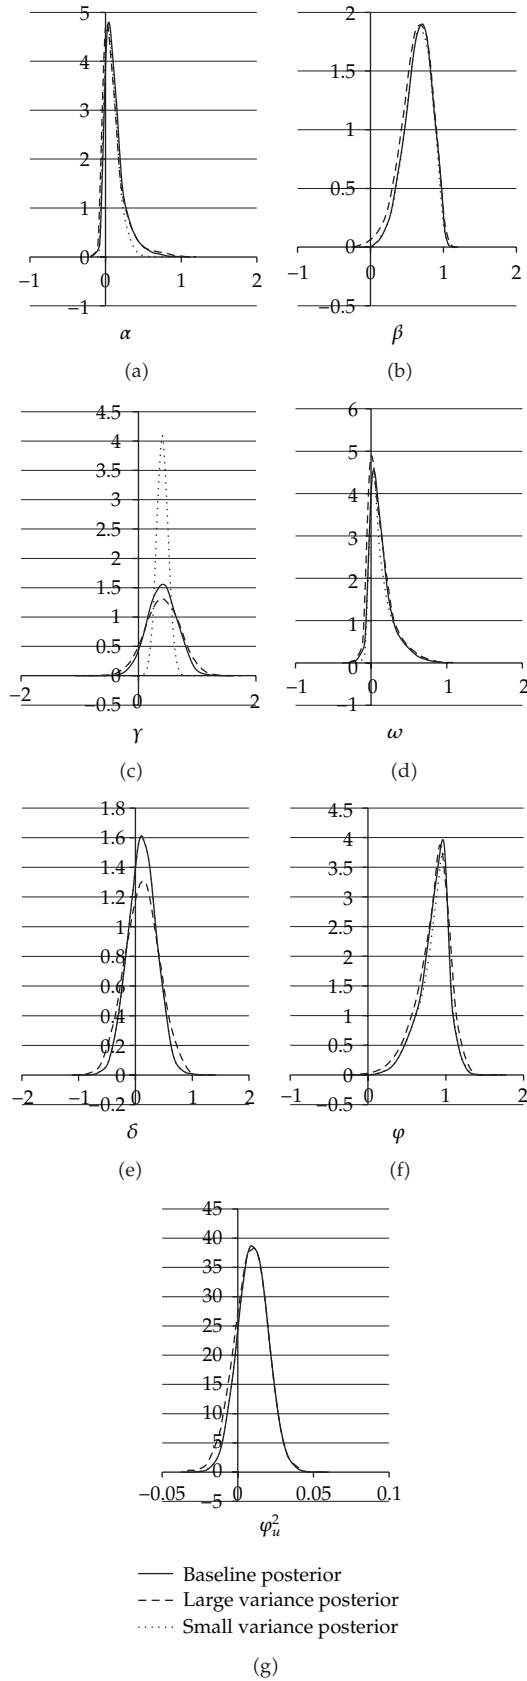 5
4
3
2
1
0
−1
−1 0 1 2
α
(a)
2
1.5
1
0.5
0
−0.5
−1 0 1 2
β
(b)
4.5
4
3.5
3
2.5
2
1.5
1
0.5
0
−0.5
−2 0 2
γ
(c)
6
5
4
3
2
1
0
−1
−1 0 1 2
ω
(d)
1.8
1.6
1.4
1.2
1
0.8
0.6
0.4
0.2
0
−0.2
−2 −1 0 1 2
δ
(e)
4.5
4
3.5
3
2.5
2
1.5
1
0.5
0
−0.5
−1 0 1 2
φ
(f)
45
40
35
30
25
20
15
10
5
0
−5
−0.05 0 0.05 0.1
φ²ᵤ
Baseline posterior
Large variance posterior
Small variance posterior
(g)